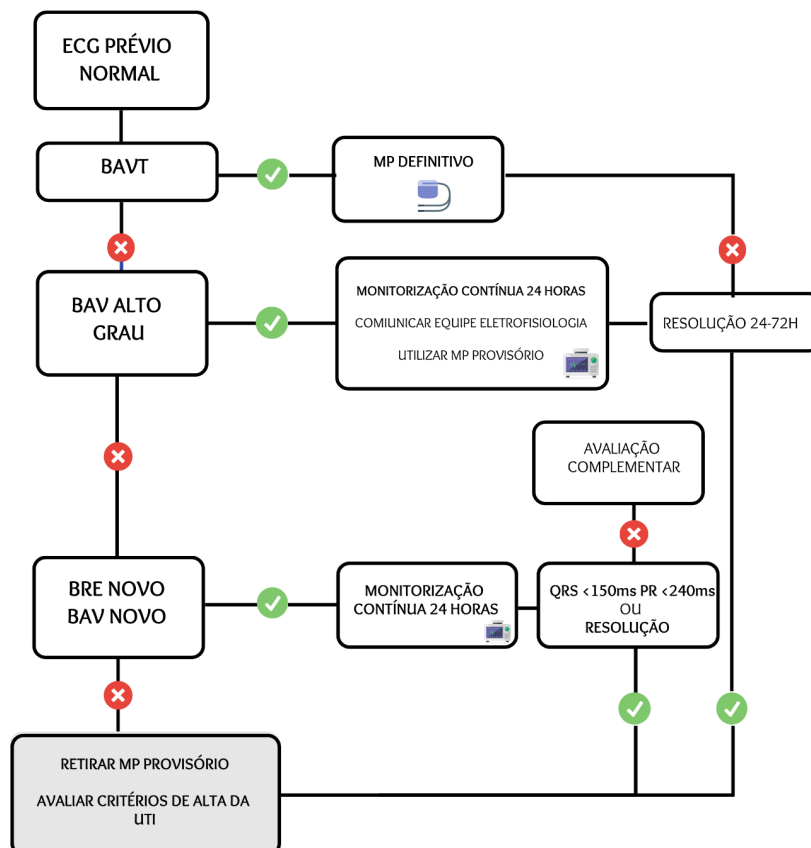 ECG PRÉVIO
NORMAL
BAVT
MP DEFINITIVO
BAV ALTO
GRAU
MONITORIZAÇÃO CONTÍNUA 24 HORAS
COMIUNICAR EQUIPE ELETROFISIOLOGIA
UTILIZAR MP PROVISÓRIO
RESOLUÇÃO 24-72H
AVALIAÇÃO
COMPLEMENTAR
BRE NOVO
BAV NOVO
MONITORIZAÇÃO
CONTÍNUA 24 HORAS
QRS <150ms PR <240ms
OU
RESOLUÇÃO
RETIRAR MP PROVISÓRIO
AVALIAR CRITÉRIOS DE ALTA DA
UTI